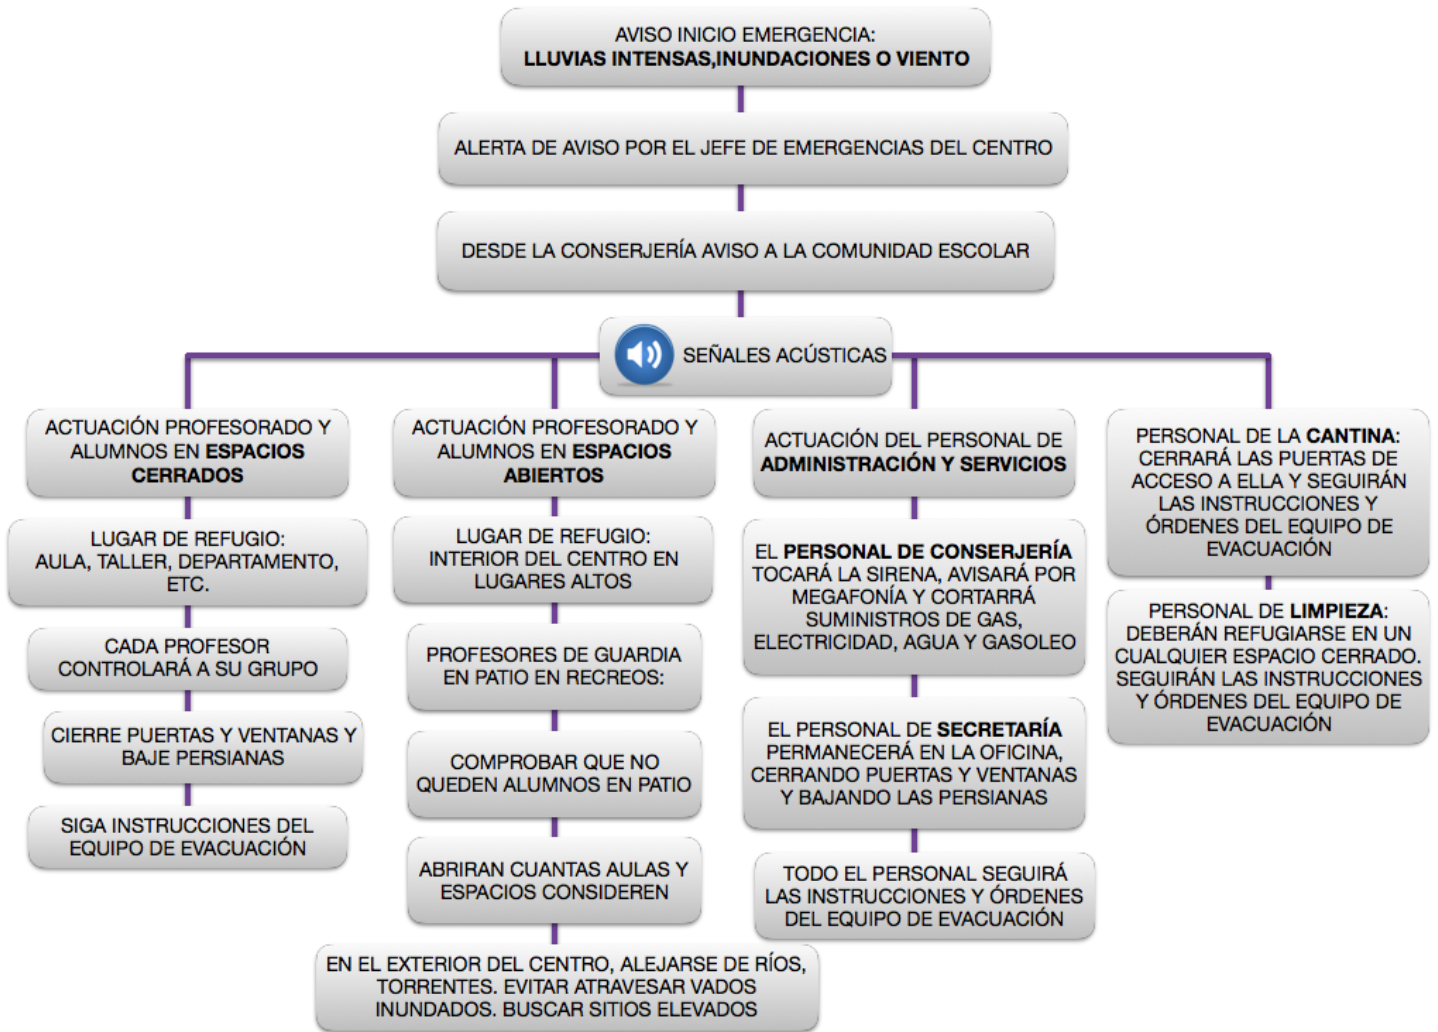 AVISO INICIO EMERGENCIA:
LLUVIAS INTENSAS,INUNDACIONES O VIENTO
ALERTA DE AVISO POR EL JEFE DE EMERGENCIAS DEL CENTRO
DESDE LA CONSERJERÍA AVISO A LA COMUNIDAD ESCOLAR
SEÑALES ACÚSTICAS
ACTUACIÓN PROFESORADO Y
ALUMNOS EN ESPACIOS
CERRADOS
LUGAR DE REFUGIO:
AULA, TALLER, DEPARTAMENTO,
ETC.
CADA PROFESOR
CONTROLARÁ A SU GRUPO
CIERRE PUERTAS Y VENTANAS Y
BAJE PERSIANAS
SIGA INSTRUCCIONES DEL
EQUIPO DE EVACUACIÓN
ACTUACIÓN PROFESORADO Y
ALUMNOS EN ESPACIOS
ABIERTOS
LUGAR DE REFUGIO:
INTERIOR DEL CENTRO EN
LUGARES ALTOS
PROFESORES DE GUARDIA
EN PATIO EN RECREOS:
COMPROBAR QUE NO
QUEDEN ALUMNOS EN PATIO
ABRIRAN CUANTAS AULAS Y
ESPACIOS CONSIDEREN
EN EL EXTERIOR DEL CENTRO, ALEJARSE DE RÍOS,
TORRENTES. EVITAR ATRAVESAR VADOS
INUNDADOS. BUSCAR SITIOS ELEVADOS
ACTUACIÓN DEL PERSONAL DE
ADMINISTRACIÓN Y SERVICIOS
EL PERSONAL DE CONSERJERÍA
TOCARÁ LA SIRENA, AVISARÁ POR
MEGAFONÍA Y CORTARRÁ
SUMINISTROS DE GAS,
ELECTRICIDAD, AGUA Y GASOLEO
EL PERSONAL DE SECRETARÍA
PERMANECERÁ EN LA OFICINA,
CERRANDO PUERTAS Y VENTANAS
Y BAJANDO LAS PERSIANAS
TODO EL PERSONAL SEGUIRÁ
LAS INSTRUCCIONES Y ÓRDENES
DEL EQUIPO DE EVACUACIÓN
PERSONAL DE LA CANTINA:
CERRARÁ LAS PUERTAS DE
ACCESO A ELLA Y SEGUIRÁN
LAS INSTRUCCIONES Y
ÓRDENES DEL EQUIPO DE
EVACUACIÓN
PERSONAL DE LIMPIEZA:
DEBERÁN REFUGIARSE EN UN
CUALQUIER ESPACIO CERRADO.
SEGUIRÁN LAS INSTRUCCIONES
Y ÓRDENES DEL EQUIPO DE
EVACUACIÓN